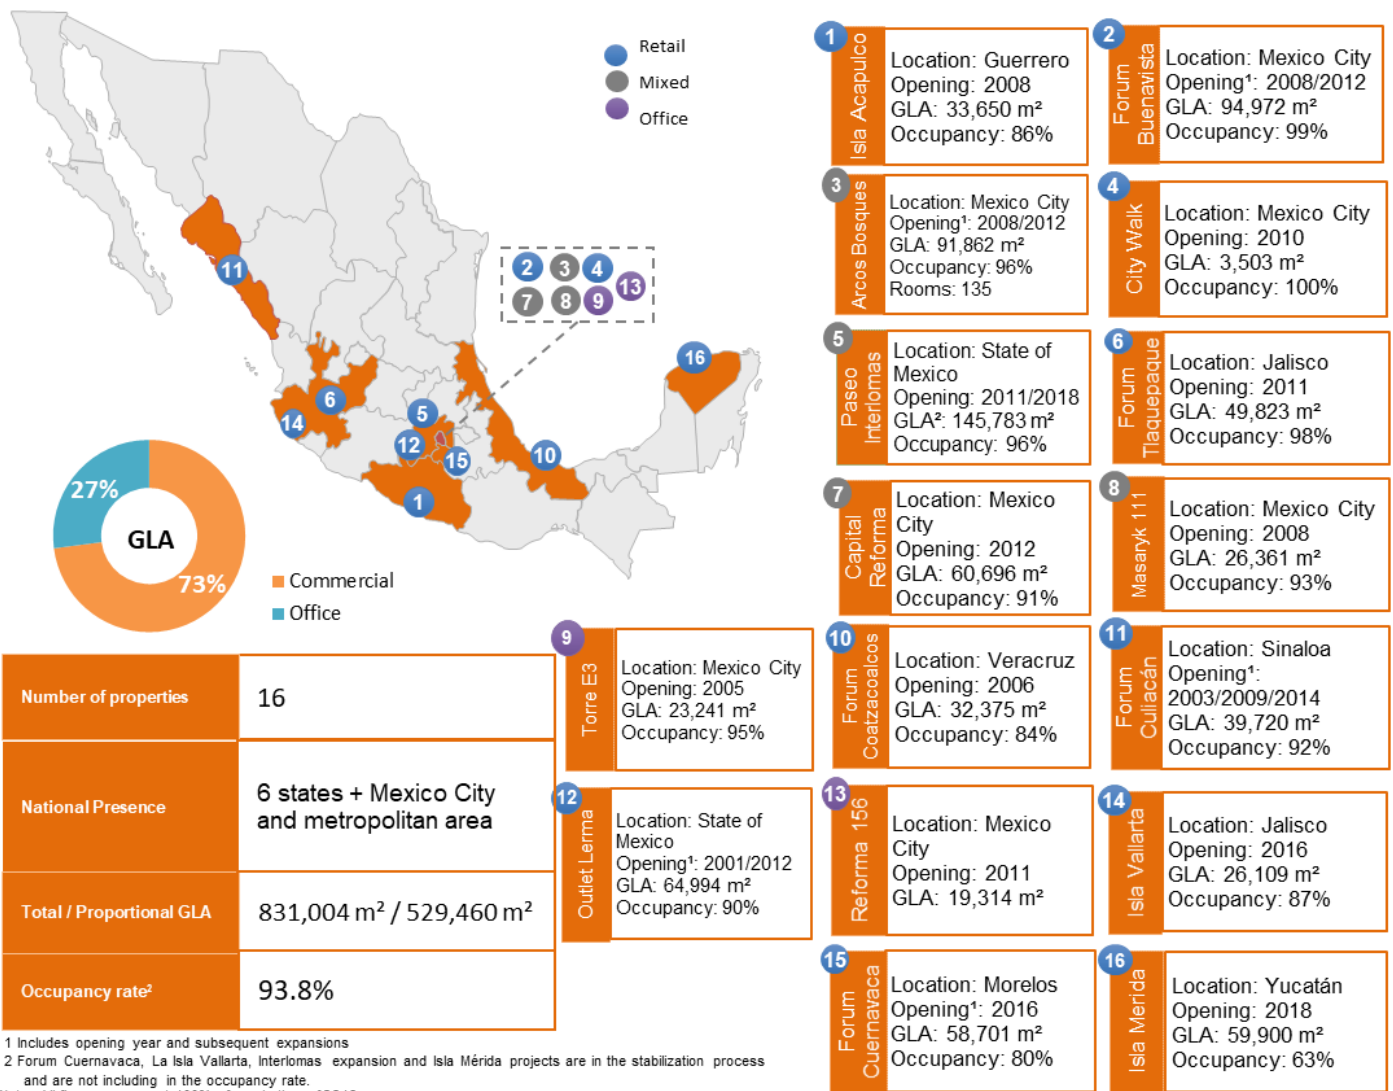 Retail
Mixed
Office
11
2
3
4
13
7
8
9
16
6
14
5
12
15
10
1
27%
GLA
73%
Commercial
Office
Number of properties
16
National Presence
6 states + Mexico City
and metropolitan area
Total / Proportional GLA
831,004 m² / 529,460 m²
Occupancy rate²
93.8%
1
Isla Acapulco
Location: Guerrero
Opening: 2008
GLA: 33,650 m²
Occupancy: 86%
2
Forum
Buenavista
Location: Mexico City
Opening¹: 2008/2012
GLA: 94,972 m²
Occupancy: 99%
3
Arcos Bosques
Location: Mexico City
Opening¹: 2008/2012
GLA: 91,862 m²
Occupancy: 96%
Rooms: 135
4
City Walk
Location: Mexico City
Opening: 2010
GLA: 3,503 m²
Occupancy: 100%
5
Paseo
Interlomas
Location: State of
Mexico
Opening: 2011/2018
GLA²: 145,783 m²
Occupancy: 96%
6
Forum
Tlaquepaque
Location: Jalisco
Opening: 2011
GLA: 49,823 m²
Occupancy: 98%
7
Capital
Reforma
Location: Mexico
City
Opening: 2012
GLA: 60,696 m²
Occupancy: 91%
8
Masaryk 111
Location: Mexico City
Opening: 2008
GLA: 26,361 m²
Occupancy: 93%
9
Torre E3
Location: Mexico City
Opening: 2005
GLA: 23,241 m²
Occupancy: 95%
10
Forum
Coatzacoalcos
Location: Veracruz
Opening: 2006
GLA: 32,375 m²
Occupancy: 84%
11
Forum
Culiacán
Location: Sinaloa
Opening¹:
2003/2009/2014
GLA: 39,720 m²
Occupancy: 92%
12
Outlet Lerma
Location: State of
Mexico
Opening¹: 2001/2012
GLA: 64,994 m²
Occupancy: 90%
13
Reforma 156
Location: Mexico
City
Opening: 2011
GLA: 19,314 m²
14
Isla Vallarta
Location: Jalisco
Opening: 2016
GLA: 26,109 m²
Occupancy: 87%
15
Forum
Cuernavaca
Location: Morelos
Opening¹: 2016
GLA: 58,701 m²
Occupancy: 80%
16
Isla Merida
Location: Yucatán
Opening: 2018
GLA: 59,900 m²
Occupancy: 63%
1 Includes opening year and subsequent expansions
2 Forum Cuernavaca, La Isla Vallarta, Interlomas expansion and Isla Mérida projects are in the stabilization process
and are not including in the occupancy rate.